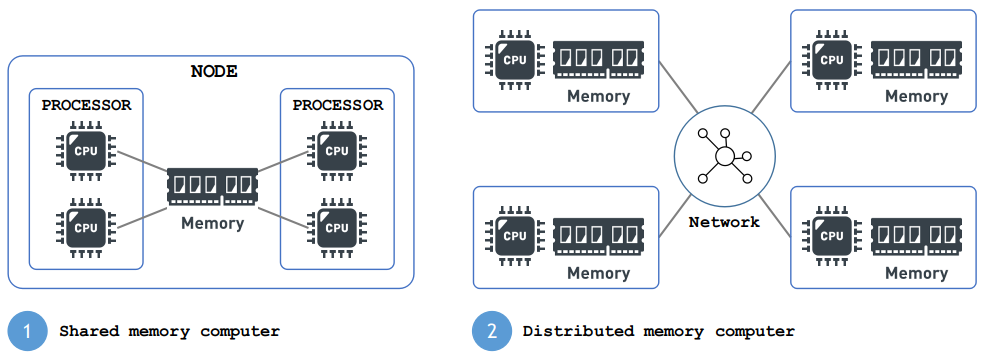 NODE
PROCESSOR
PROCESSOR
CPU
CPU
CPU
CPU
Memory
1 Shared memory computer
CPU
Memory
CPU
Memory
Network
CPU
Memory
CPU
Memory
2 Distributed memory computer